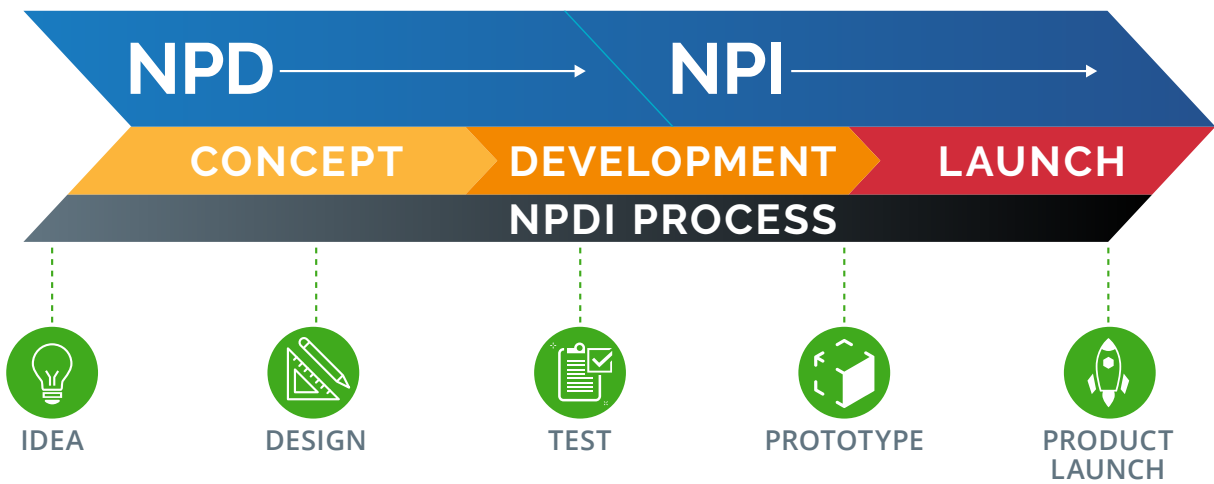 NPD NPI
CONCEPT DEVELOPMENT LAUNCH
NPDI PROCESS
IDEA DESIGN TEST PROTOTYPE PRODUCT
LAUNCH